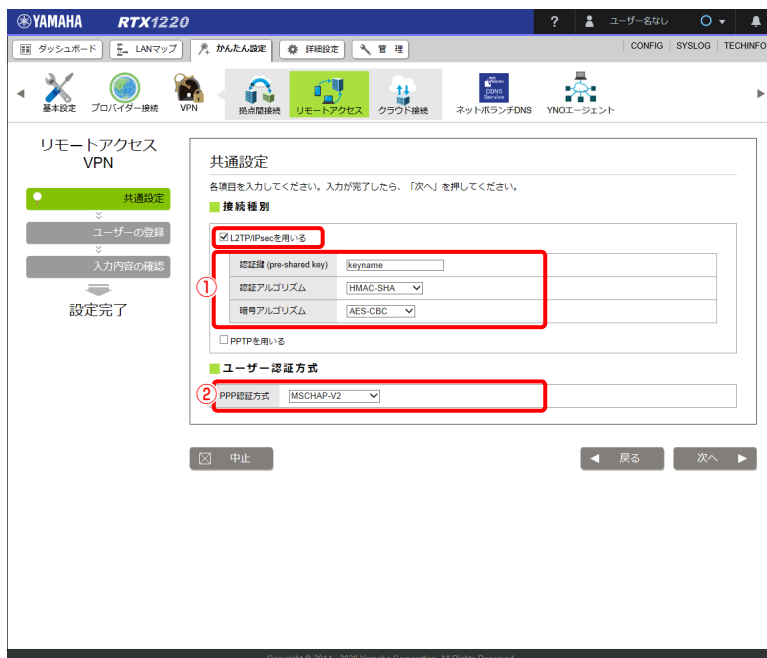 YAMAHA RTX1220 ? ユーザー名なし
ダッシュボード LANマップ かんたん設定 詳細設定 管 理 CONFIG SYSLOG TECHINFO
基本設定 プロバイダー接続 VPN 拠点間接続 リモートアクセス クラウド接続 ネットボランチDNS YNOエージェント
リモートアクセス
VPN
共通設定
ユーザーの登録
入力内容の確認
設定完了
共通設定
各項目を入力してください。入力が完了したら、「次へ」を押してください。
接続種別
L2TP/IPsecを用いる
①
認証鍵 (pre-shared key) keyname
認証アルゴリズム HMAC-SHA
暗号アルゴリズム AES-CBC
PPTPを用いる
ユーザー認証方式
② PPP認証方式 MSCHAP-V2
中止 戻る 次へ